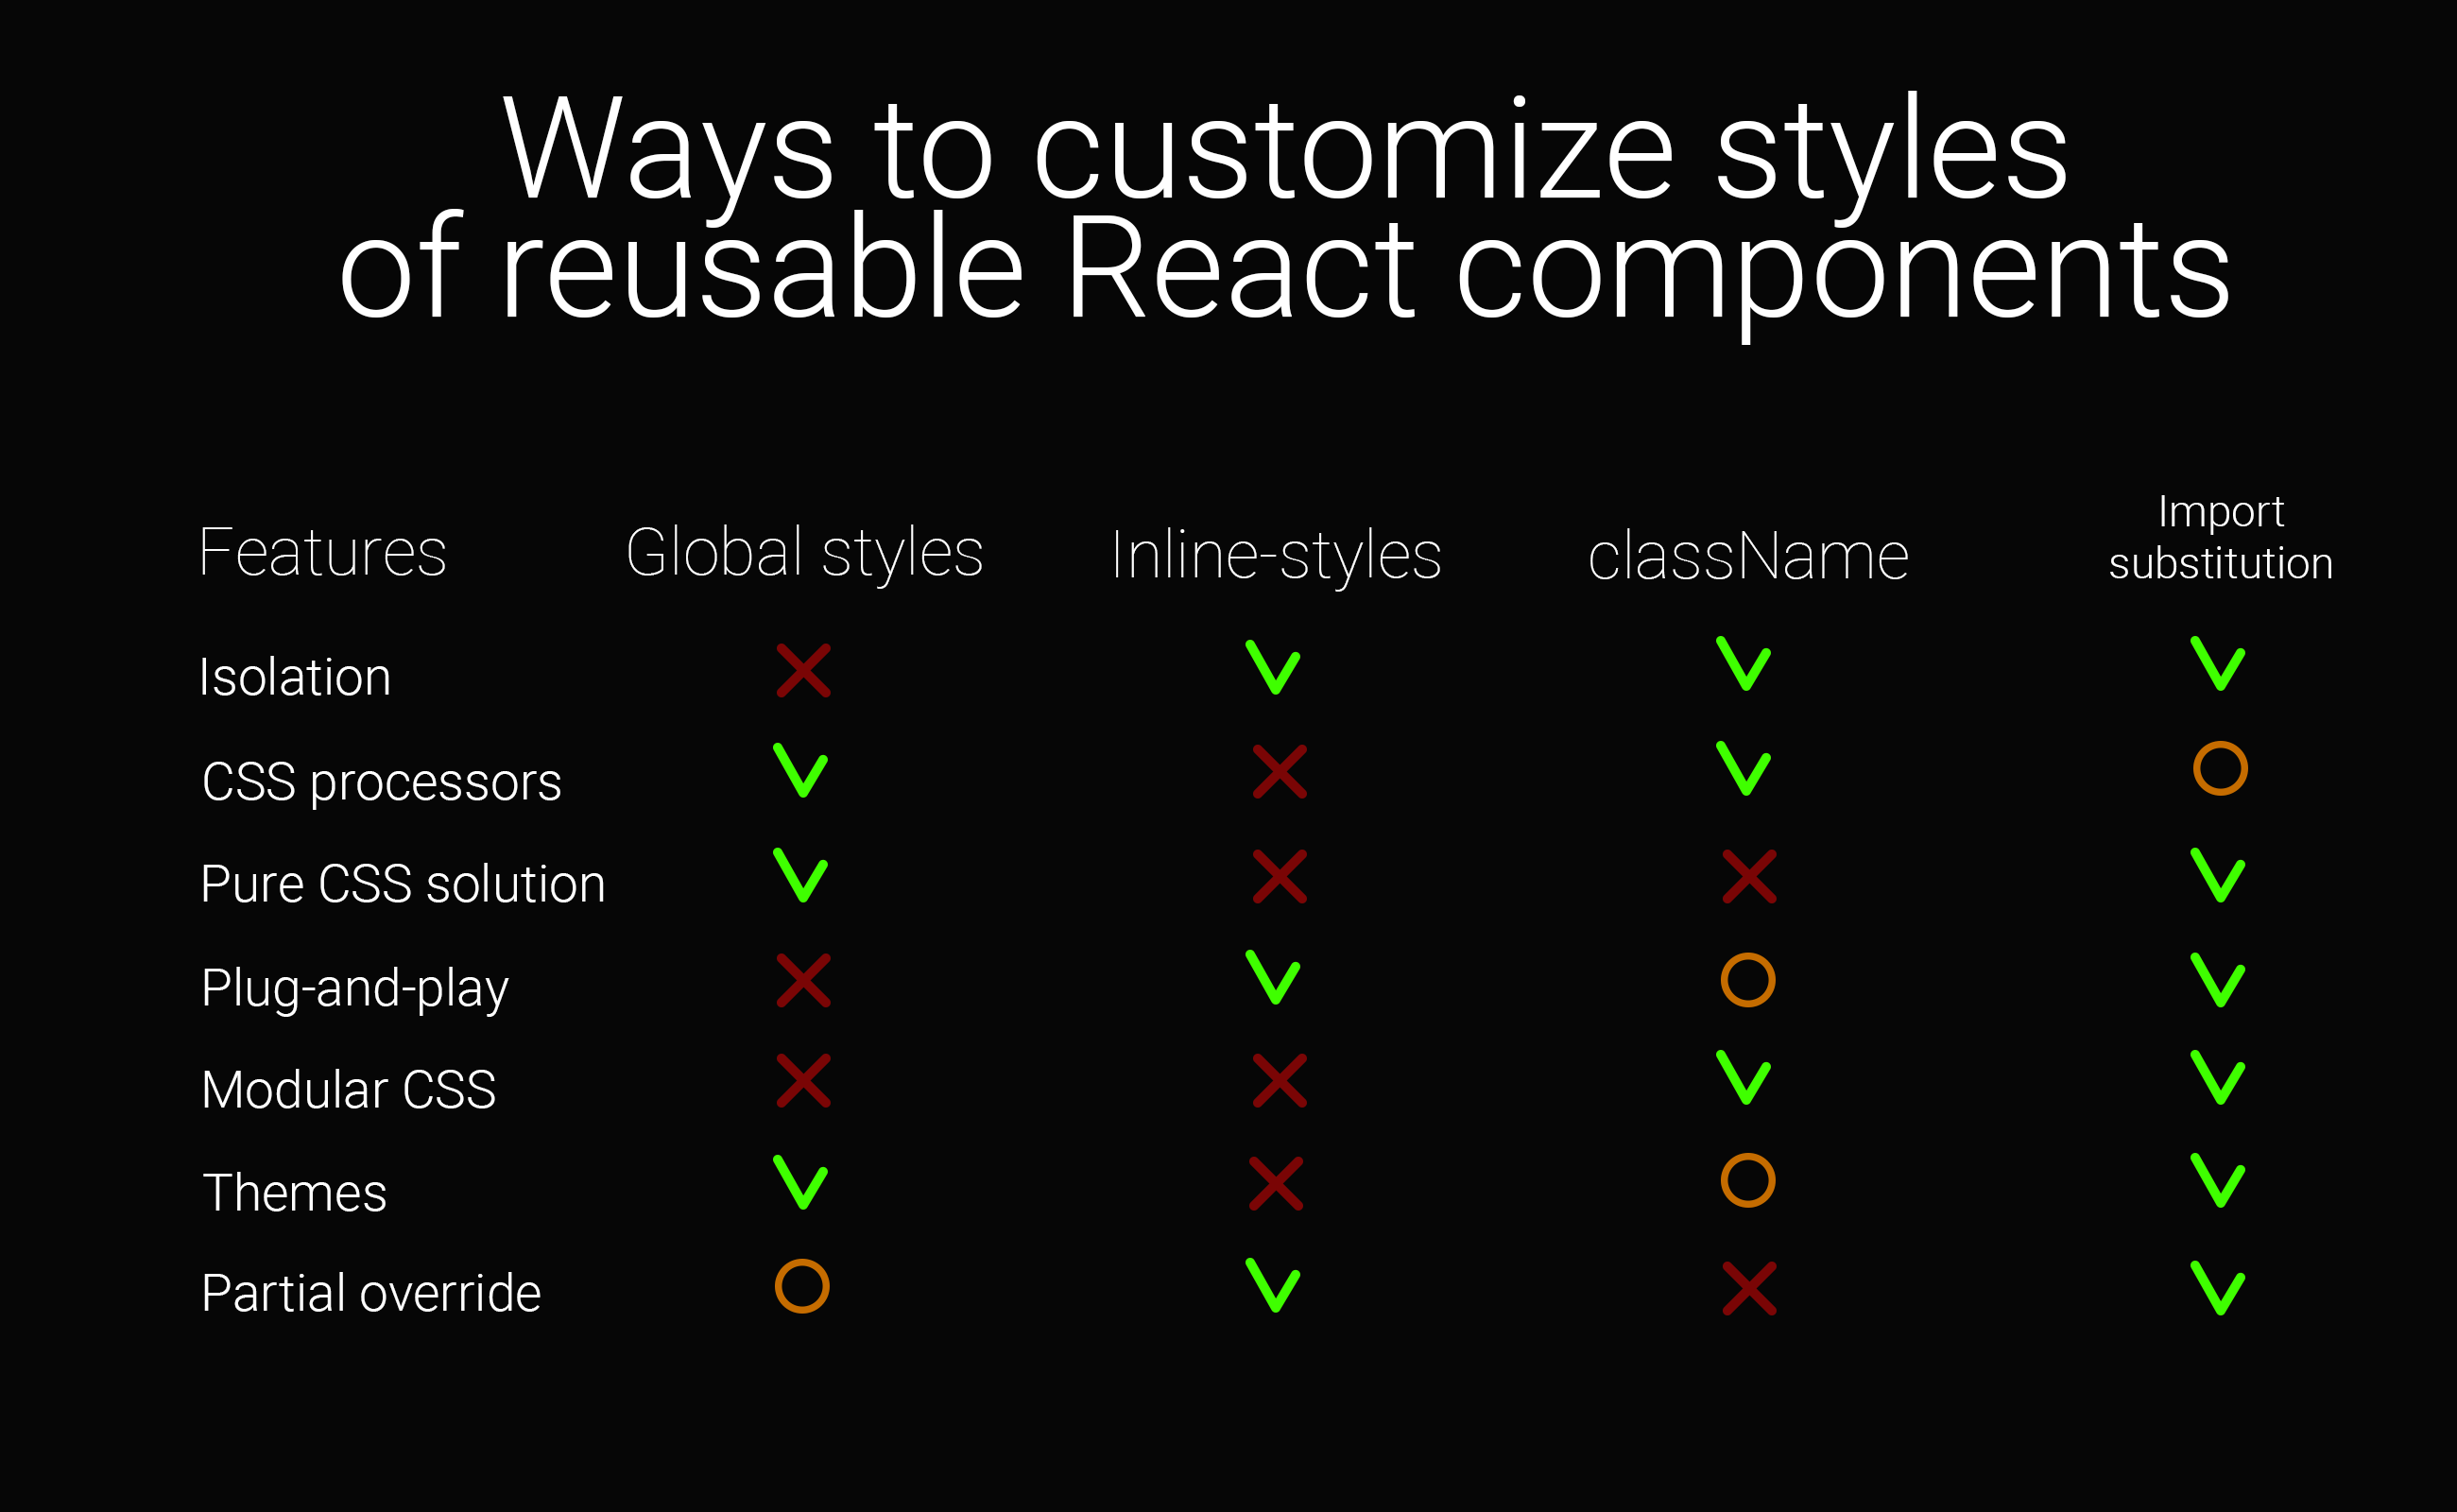 Ways to customize styles
of reusable React components
Features Global styles Inline-styles className Import
substitution
Isolation
CSS processors
Pure CSS solution
Plug-and-play
Modular CSS
Themes
Partial override